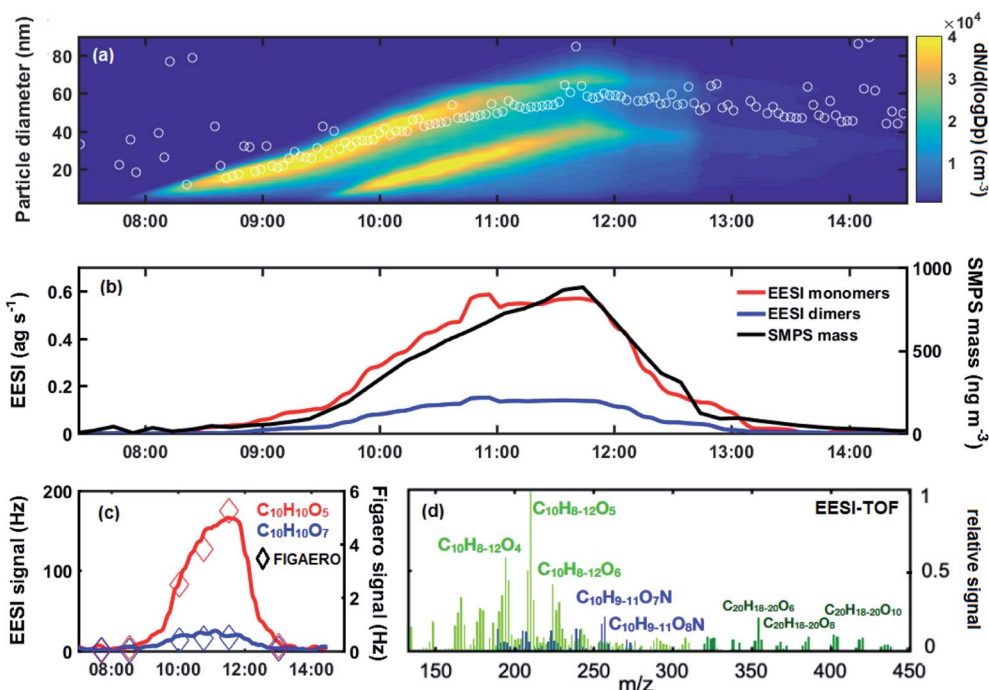 ×10⁴
(a)
Particle diameter (nm)
80
60
40
20
4
3
2
1
dN/d(logDp) (cm⁻³)
08:00 09:00 10:00 11:00 12:00 13:00 14:00
(b)
EESI (ag s⁻¹)
0.6
0.4
0.2
0
EESI monomers
EESI dimers
SMPS mass
1000
500
0
SMPS mass (ng m⁻³)
08:00 09:00 10:00 11:00 12:00 13:00 14:00
(c)
EESI signal (Hz)
200
150
100
50
0
C₁₀H₁₀O₅
C₁₀H₁₀O₇
FIGAERO
6
4
2
0
Figaero signal (Hz)
08:00 10:00 12:00 14:00
(d)
EESI-TOF
C₁₀H₈₋₁₂O₅
C₁₀H₈₋₁₂O₄
C₁₀H₈₋₁₂O₆
C₁₀H₉₋₁₁O₇N
C₁₀H₉₋₁₁O₈N
C₂₀H₁₈₋₂₀O₆
C₂₀H₁₈₋₂₀O₈
C₂₀H₁₈₋₂₀O₁₀
1
0.5
0
relative signal
150 200 250 300 350 400 450
m/z